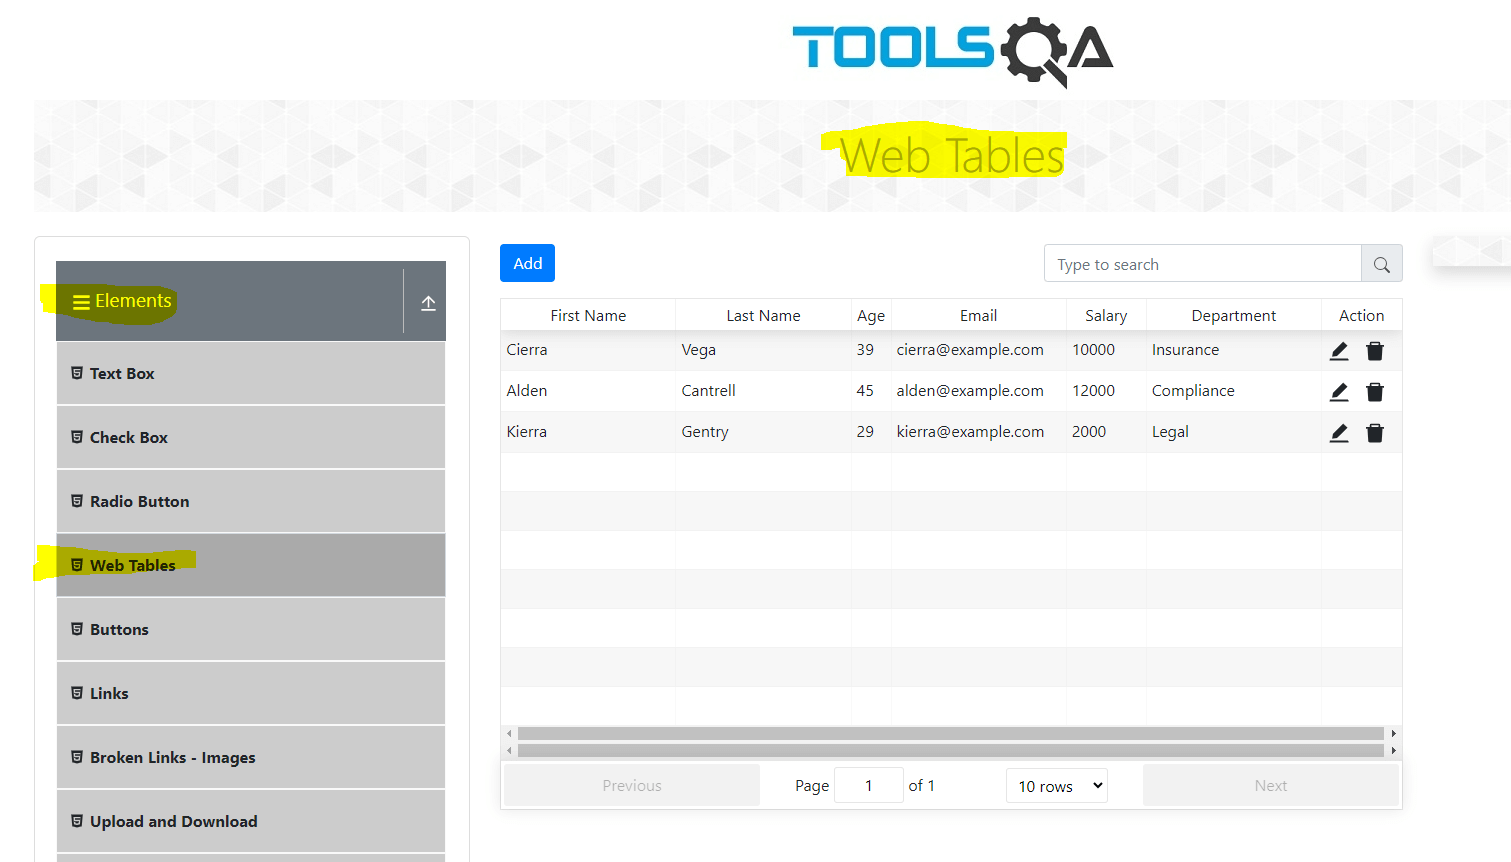 TOOLSQA
Web Tables
Elements
Text Box
Check Box
Radio Button
Web Tables
Buttons
Links
Broken Links - Images
Upload and Download
Add
Type to search
First Name Last Name Age Email Salary Department Action
Cierra Vega 39 cierra@example.com 10000 Insurance
Alden Cantrell 45 alden@example.com 12000 Compliance
Kierra Gentry 29 kierra@example.com 2000 Legal
Previous Page 1 of 1 10 rows Next